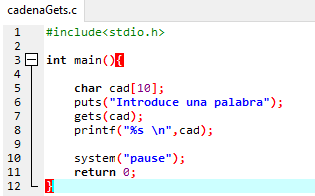 cadenaGets.c
1 #include<stdio.h>
2
3 int main(){
4
5 char cad[10];
6 puts("Introduce una palabra");
7 gets(cad);
8 printf("%s \n",cad);
9
10 system("pause");
11 return 0;
12 }